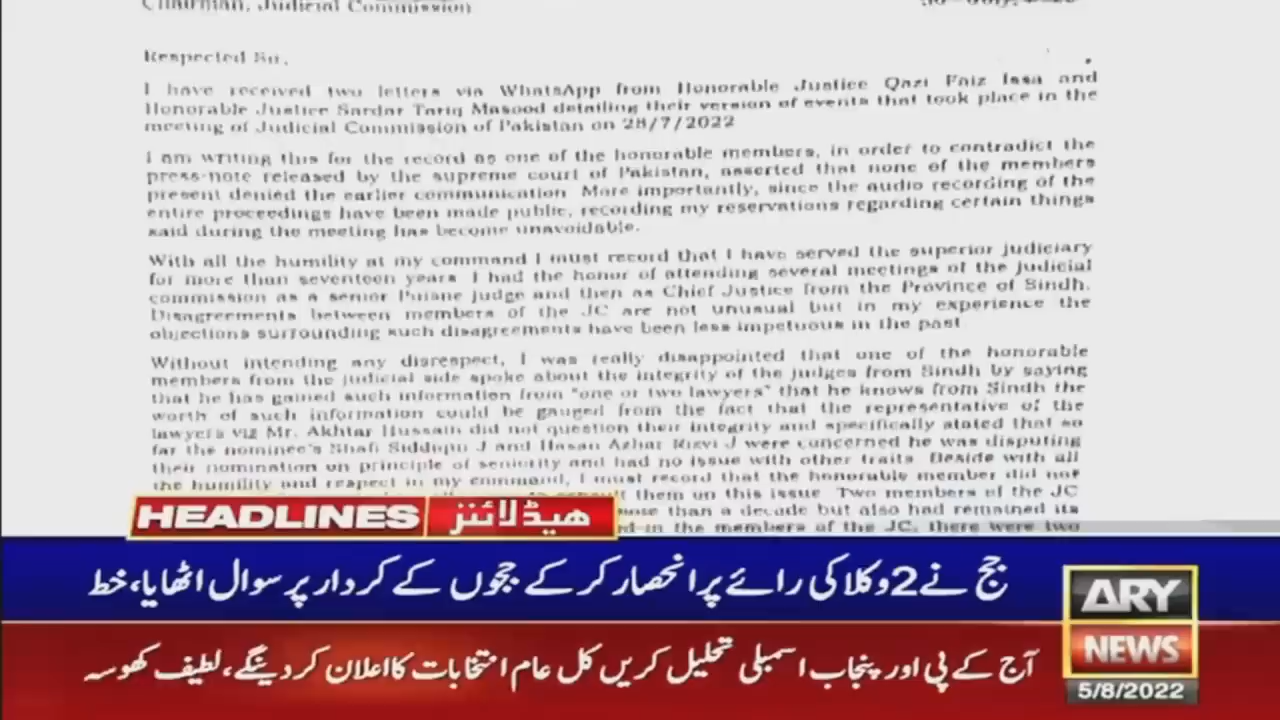 Chairman, Judicial Commission
Respected Sir,
I have received two letters via WhatsApp from Honorable Justice Qazi Faiz Issa and
Honorable Justice Sardar Tariq Masood detailing their version of events that took place in the
meeting of Judicial Commission of Pakistan on 28/7/2022
I am writing this for the record as one of the honorable members, in order to contradict the
press-note released by the supreme court of Pakistan, asserted that none of the members
present denied the earlier communication. More importantly, since the audio recording of the
entire proceedings have been made public, recording my reservations regarding certain things
said during the meeting has become unavoidable.
With all the humility at my command I must record that I have served the superior judiciary
for more than seventeen years. I had the honor of attending several meetings of the judicial
commission as a senior Puisne judge and then as Chief Justice from the Province of Sindh.
Disagreements between members of the JC are not unusual but in my experience the
objections surrounding such disagreements have been less impetuous in the past
Without intending any disrespect, I was really disappointed that one of the honorable
members from the judicial side spoke about the integrity of the judges from Sindh by saying
that he has gained such information from "one or two lawyers" that he knows from Sindh the
worth of such information could be gauged from the fact that the representative of the
lawyers viz Mr. Akhtar Hussain did not question their integrity and specifically stated that so
far the nominee's Shafi Siddiqui J and Hasan Azhar Rizvi J were concerned he was disputing
their nomination on principle of seniority and had no issue with other traits. Beside with all
the humility and respect in my command, I must record that the honorable member did not
them on this issue. Two members of the JC
more than a decade but also had remained its
in the members of the JC, there were two
HEADLINES ہیڈلائنز
جج نے 2 وکلا کی رائے پر انحصار کر کے ججوں کے کردار پر سوال اٹھایا، خط
آج کے پی اور پنجاب اسمبلی تحلیل کریں کل عام انتخابات کا اعلان کر دینگے، لطیف کھوسہ
ARY
NEWS
5/8/2022